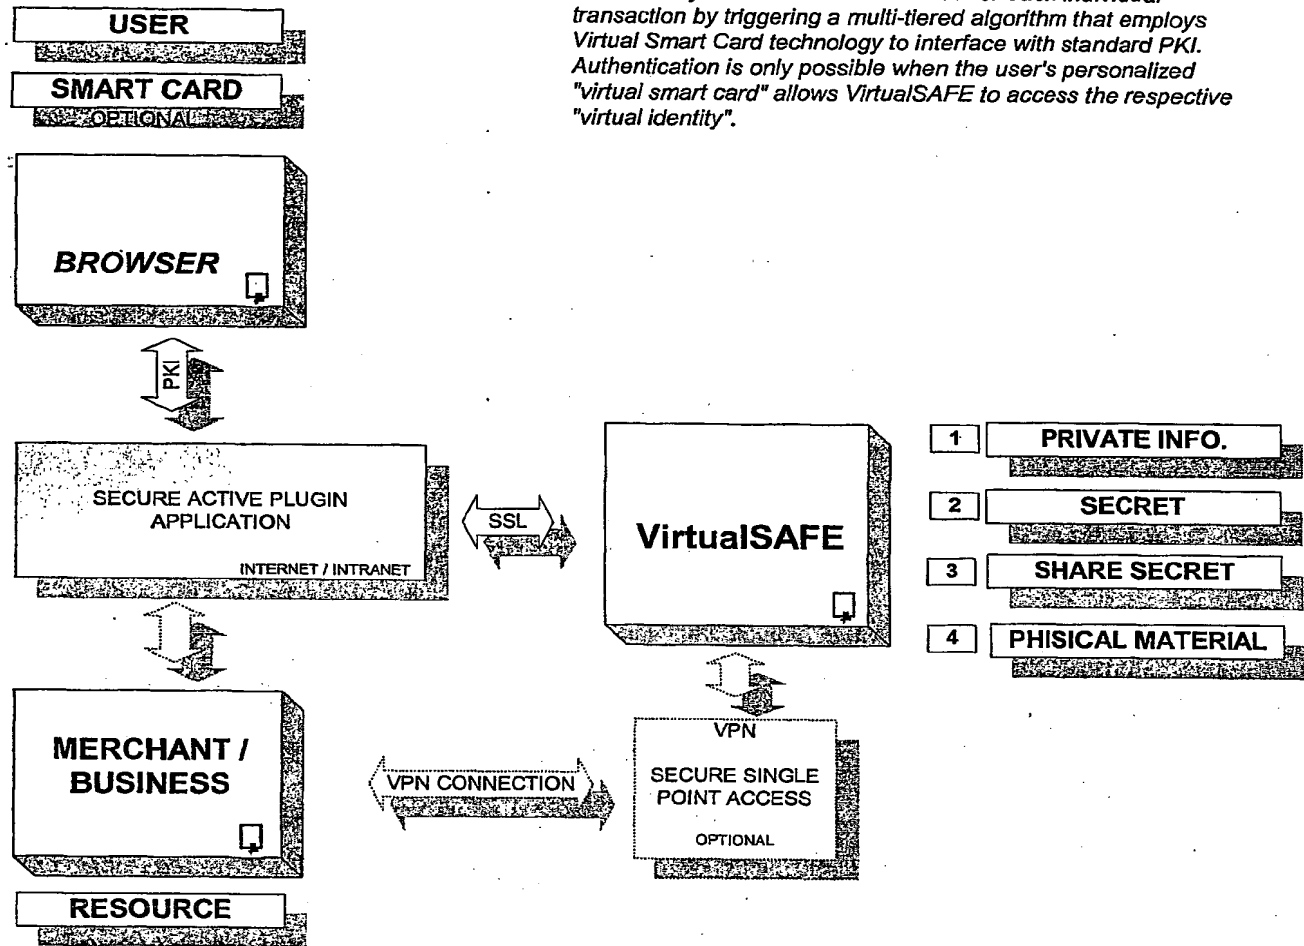 transaction by triggering a multi-tiered algorithm that employs
Virtual Smart Card technology to interface with standard PKI.
Authentication is only possible when the user's personalized
"virtual smart card" allows VirtualSAFE to access the respective
"virtual identity".
USER
SMART CARD
OPTIONAL
BROWSER
PKI
SECURE ACTIVE PLUGIN
APPLICATION
INTERNET / INTRANET
SSL
VirtualSAFE
1 PRIVATE INFO.
2 SECRET
3 SHARE SECRET
4 PHISICAL MATERIAL
MERCHANT /
BUSINESS
VPN CONNECTION
VPN
SECURE SINGLE
POINT ACCESS
OPTIONAL
RESOURCE